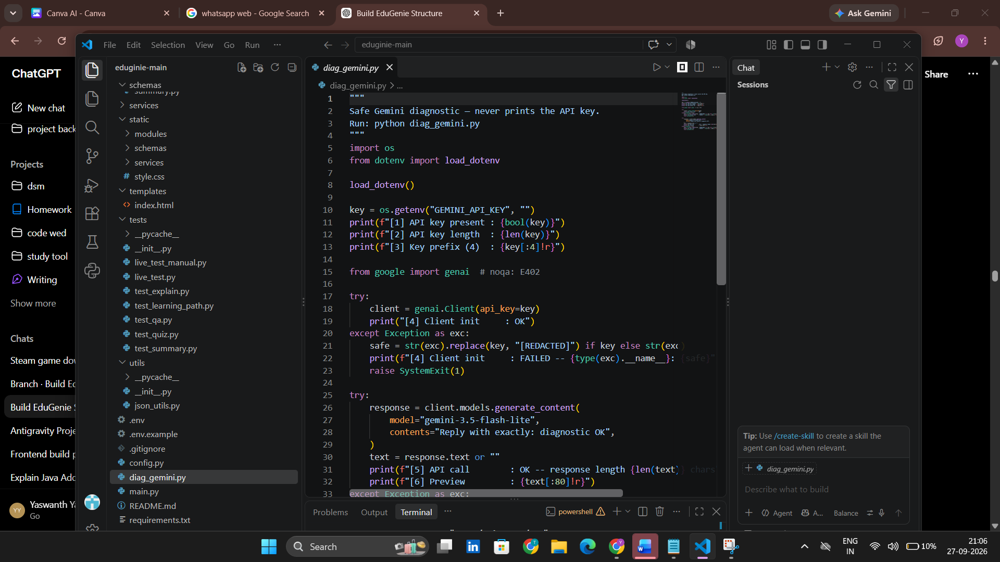 Canva AI - Canva
whatsapp web - Google Search
Build EduGenie Structure
Ask Gemini
File Edit Selection View Go Run
eduginie-main
Y
ChatGPT
New chat
project back
Projects
dsm
Homework
code wed
study tool
Writing
Show more
Chats
Steam game dov
Branch · Build Ec
Build EduGenie S
Antigravity Proje
Frontend build p
Explain Java Adc
YY
Yaswanth Ya
Go
eduginie-main
schemas
summary.py
services
static
modules
schemas
services
# style.css
templates
<> index.html
tests
__pycache__
__init__.py
live_test_manual.py
live_test.py
test_explain.py
test_learning_path.py
test_qa.py
test_quiz.py
test_summary.py
utils
__pycache__
__init__.py
json_utils.py
.env
.env.example
.gitignore
config.py
diag_gemini.py
main.py
README.md
requirements.txt
diag_gemini.py
diag_gemini.py > ...
1 """
2 Safe Gemini diagnostic — never prints the API key.
3 Run: python diag_gemini.py
4 """
5 import os
6 from dotenv import load_dotenv
7
8 load_dotenv()
9
10 key = os.getenv("GEMINI_API_KEY", "")
11 print(f"[1] API key present : {bool(key)}")
12 print(f"[2] API key length  : {len(key)}")
13 print(f"[3] Key prefix (4)  : {key[:4]!r}")
14
15 from google import genai  # noqa: E402
16
17 try:
18     client = genai.Client(api_key=key)
19     print("[4] Client init     : OK")
20 except Exception as exc:
21     safe = str(exc).replace(key, "[REDACTED]") if key else str(exc)
22     print(f"[4] Client init     : FAILED -- {type(exc).__name__}: {safe}"
23     raise SystemExit(1)
24
25 try:
26     response = client.models.generate_content(
27         model="gemini-3.5-flash-lite",
28         contents="Reply with exactly: diagnostic OK",
29     )
30     text = response.text or ""
31     print(f"[5] API call        : OK -- response length {len(text)} chars
32     print(f"[6] Preview         : {text[:80]!r}")
33 except Exception as exc:
Problems Output Terminal
powershell
Chat
Sessions
Tip: Use /create-skill to create a skill the
agent can load when relevant.
diag_gemini.py
Describe what to build
Agent A... Balance
Share
Search
ENG
IN
10%
21:06
27-09-2026